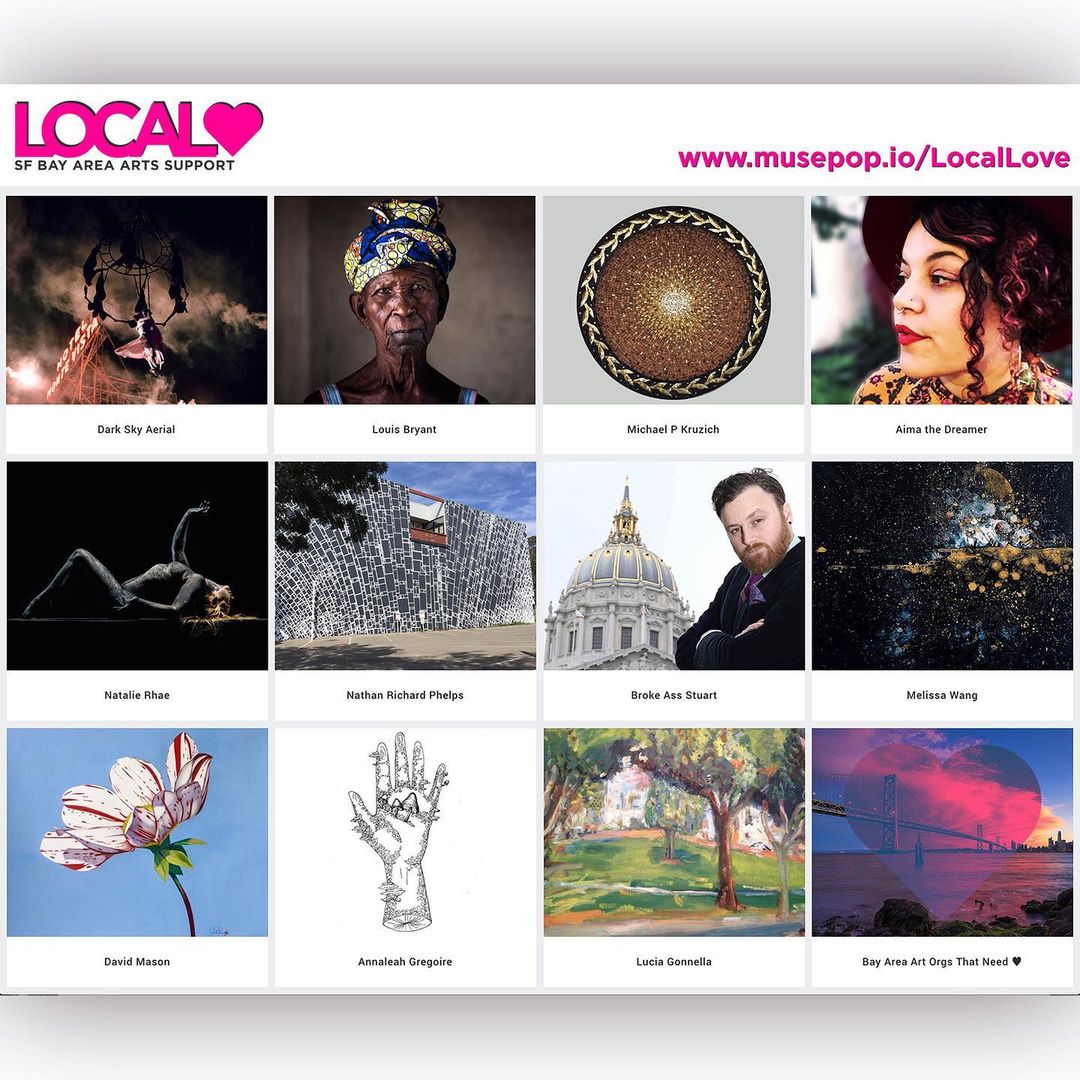 LOCAL
SF BAY AREA ARTS SUPPORT
www.musepop.io/LocalLove
Dark Sky Aerial
Louis Bryant
Michael P Kruzich
Aima the Dreamer
Natalie Rhae
Nathan Richard Phelps
Broke Ass Stuart
Melissa Wang
David Mason
Annaleah Gregoire
Lucia Gonnella
Bay Area Art Orgs That Need ♥